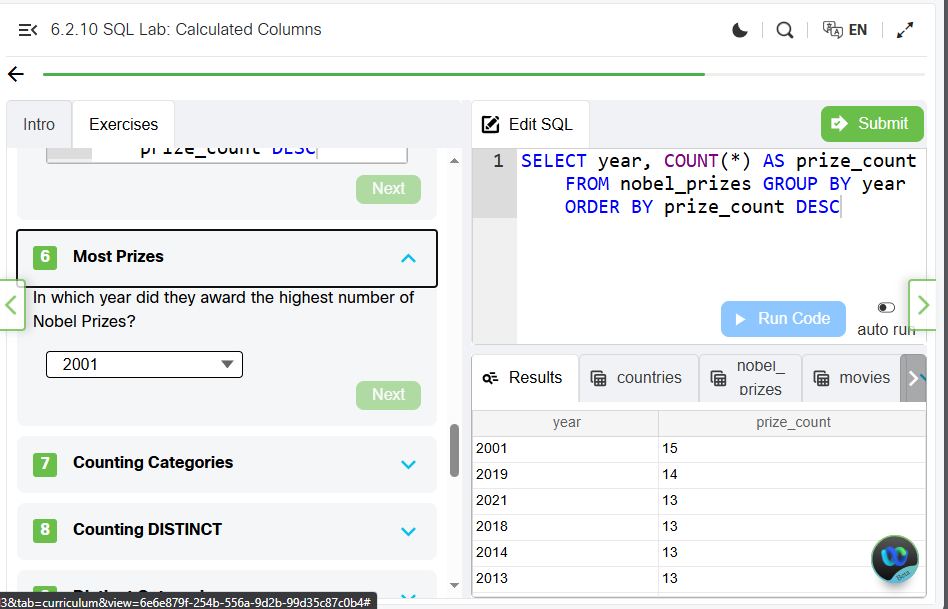 6.2.10 SQL Lab: Calculated Columns
EN
Intro
Exercises
prize_count DESC
Next
6
Most Prizes
In which year did they award the highest number of
Nobel Prizes?
2001
Next
7
Counting Categories
8
Counting DISTINCT
3&tab=curriculum&view=6e6e879f-254b-556a-9d2b-99d35c87c0b4#
Edit SQL
Submit
1 SELECT year, COUNT(*) AS prize_count
FROM nobel_prizes GROUP BY year
ORDER BY prize_count DESC
Run Code
auto run
Results
countries
nobel_
prizes
movies
year prize_count
2001 15
2019 14
2021 13
2018 13
2014 13
2013 13
Beta